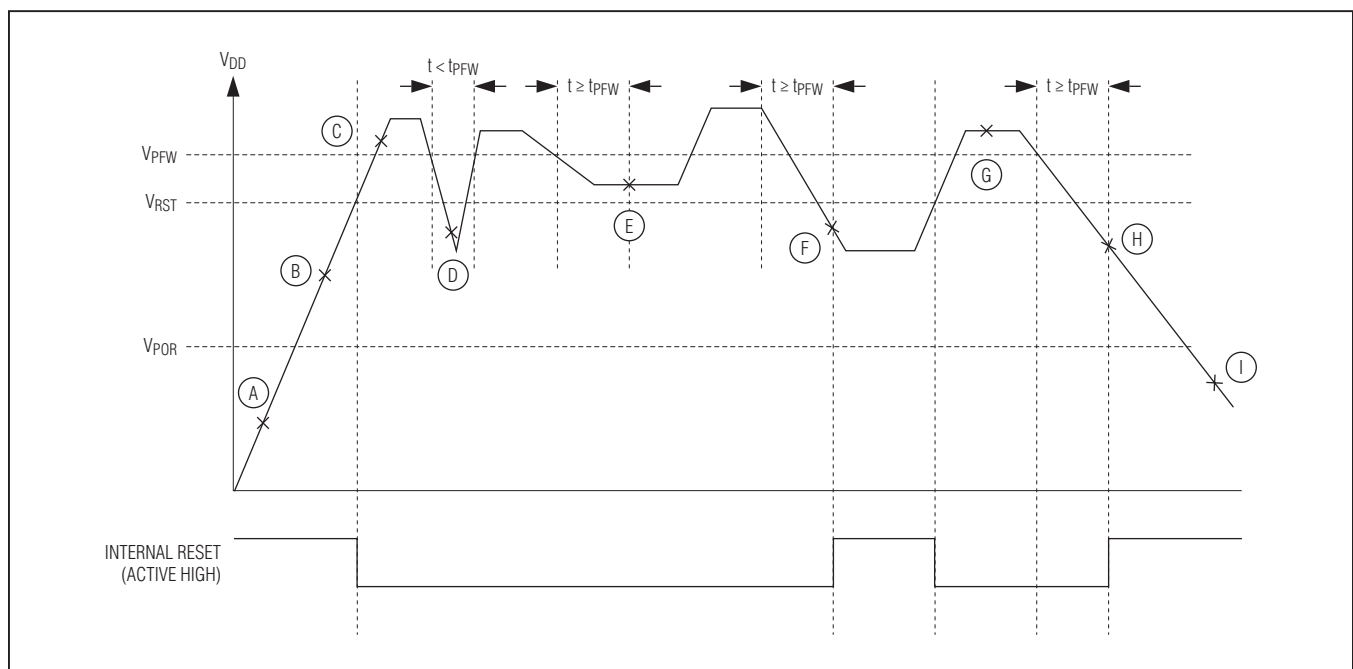 VDD
t < tPFW
t ≥ tPFW
t ≥ tPFW
t ≥ tPFW
C
VPFW
G
VRST
E
H
F
B
D
VPOR
I
A
INTERNAL RESET
(ACTIVE HIGH)